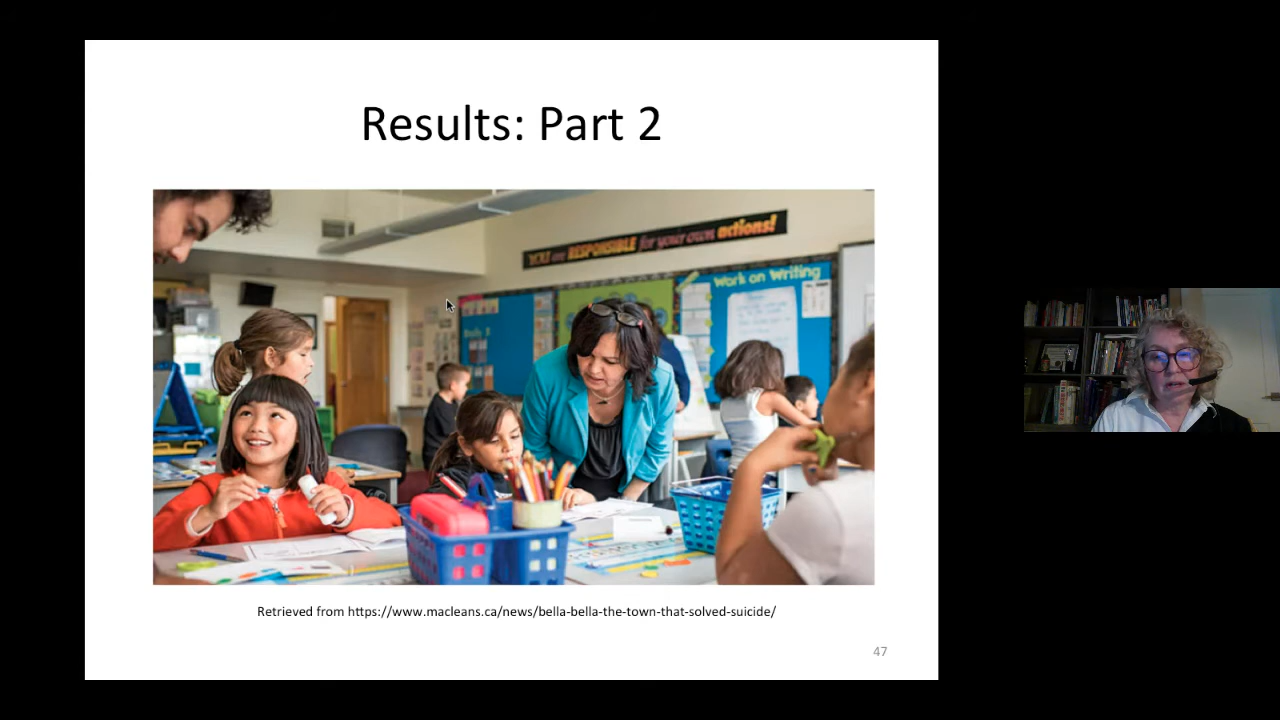 Results: Part 2
YOU are RESPONSIBLE for your own actions!
Work on Writing
Retrieved from https://www.macleans.ca/news/bella-bella-the-town-that-solved-suicide/
47